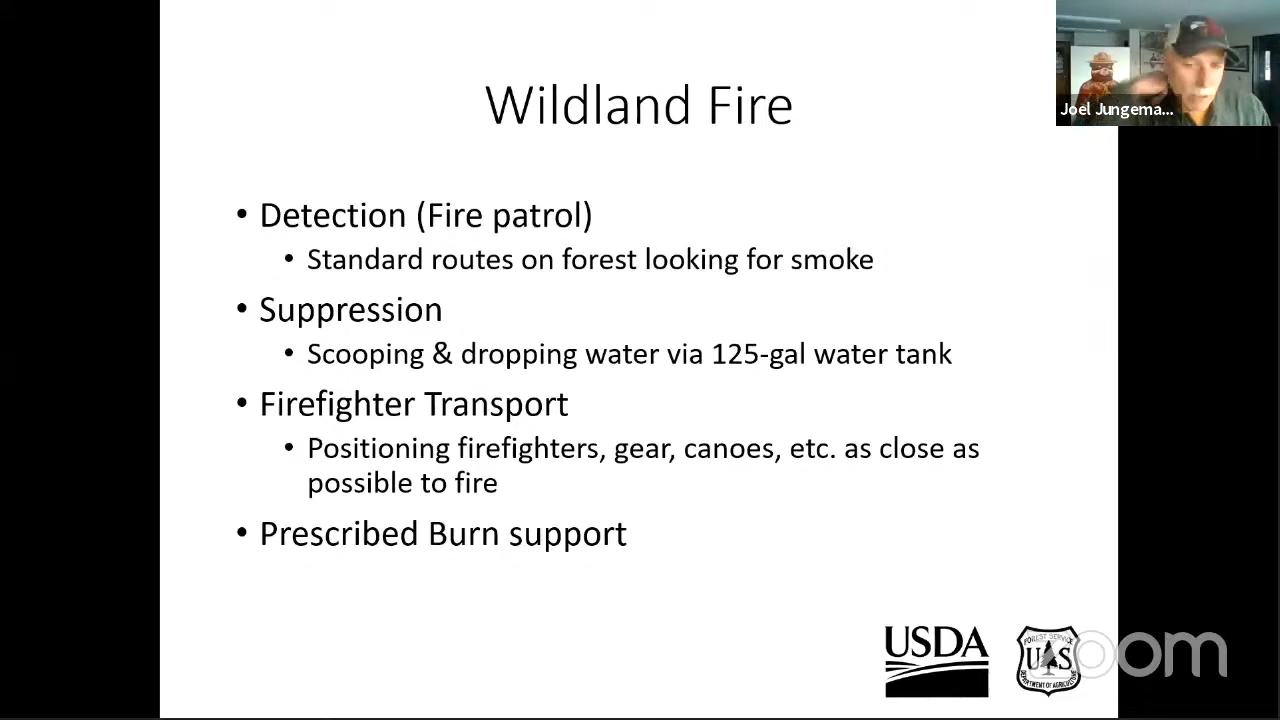 Wildland Fire
Joel Jungema...
• Detection (Fire patrol)
• Standard routes on forest looking for smoke
• Suppression
• Scooping & dropping water via 125-gal water tank
• Firefighter Transport
• Positioning firefighters, gear, canoes, etc. as close as
possible to fire
• Prescribed Burn support
USDA
FOREST SERVICE
U S
DEPARTMENT OF AGRICULTURE
zoom